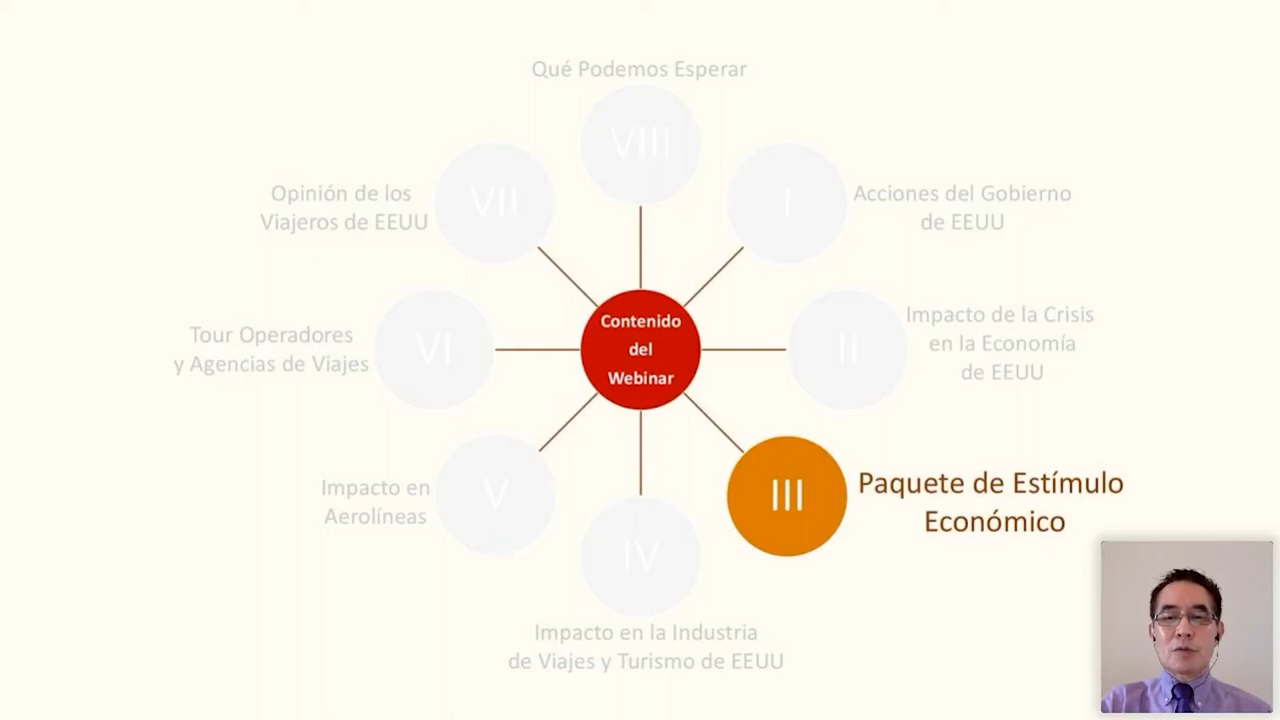 Qué Podemos Esperar
VIII
VII
Opinión de los
Viajeros de EEUU
I
Acciones del Gobierno
de EEUU
Tour Operadores
y Agencias de Viajes
VI
Contenido
del
Webinar
II
Impacto de la Crisis
en la Economía
de EEUU
Impacto en
Aerolíneas
V
III
Paquete de Estímulo
Económico
IV
Impacto en la Industria
de Viajes y Turismo de EEUU